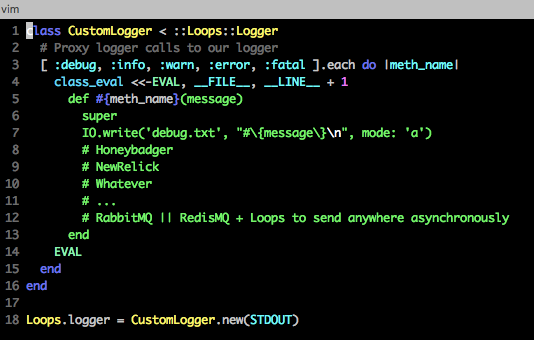 vim
1 class CustomLogger < ::Loops::Logger
2   # Proxy logger calls to our logger
3   [ :debug, :info, :warn, :error, :fatal ].each do |meth_name|
4     class_eval <<-EVAL, __FILE__, __LINE__ + 1
5       def #{meth_name}(message)
6         super
7         IO.write('debug.txt', "#\{message\}\n", mode: 'a')
8         # Honeybadger
9         # NewRelick
10         # Whatever
11         # ...
12         # RabbitMQ || RedisMQ + Loops to send anywhere asynchronously
13       end
14     EVAL
15   end
16 end
17
18 Loops.logger = CustomLogger.new(STDOUT)